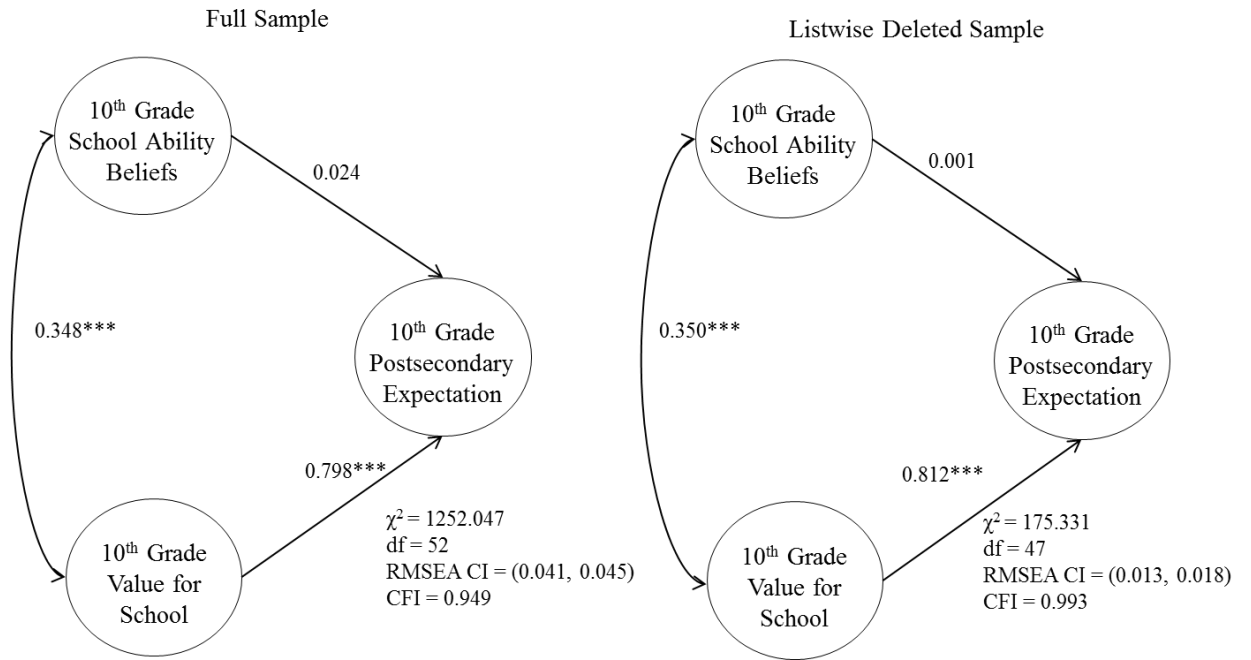 Full Sample
10th Grade
School Ability
Beliefs
0.024
0.348***
10th Grade
Postsecondary
Expectation
0.798***
10th Grade
Value for
School
χ2 = 1252.047
df = 52
RMSEA CI = (0.041, 0.045)
CFI = 0.949
Listwise Deleted Sample
10th Grade
School Ability
Beliefs
0.001
0.350***
10th Grade
Postsecondary
Expectation
0.812***
10th Grade
Value for
School
χ2 = 175.331
df = 47
RMSEA CI = (0.013, 0.018)
CFI = 0.993